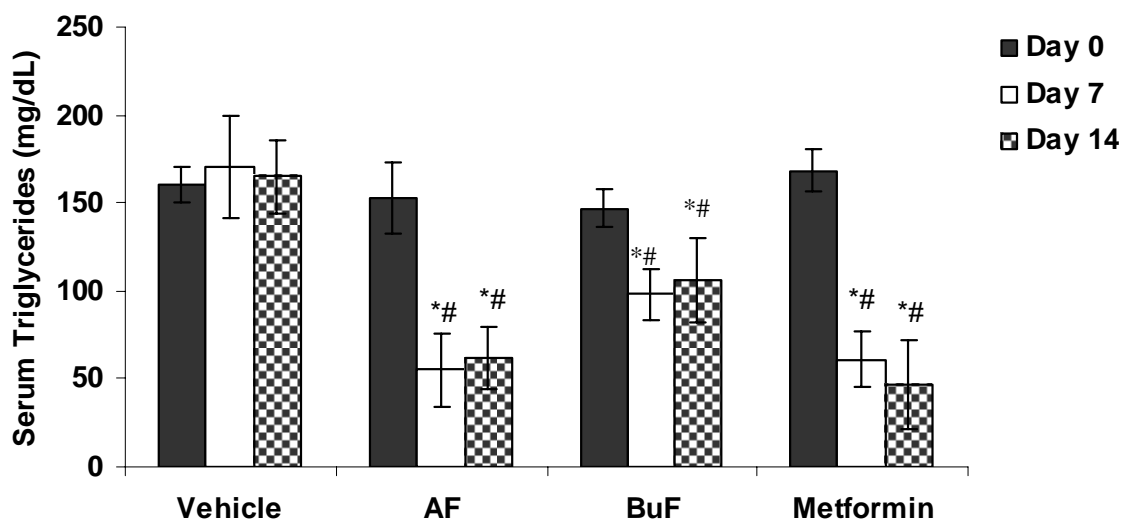 Serum Triglycerides (mg/dL)
250
200
150
100
50
0
*#
*#
*#
*#
*#
*#
Vehicle AF BuF Metformin
Day 0
Day 7
Day 14